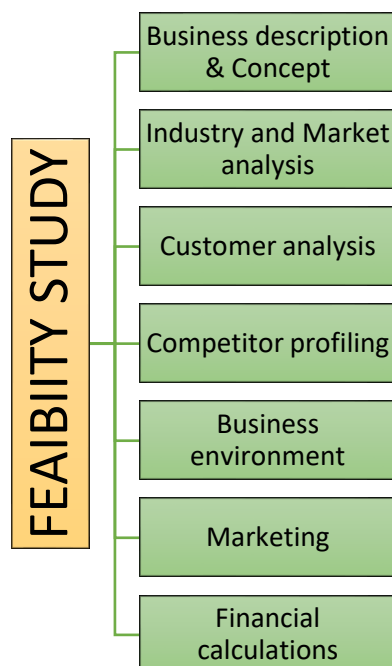 FEAIBIITY STUDY
Business description
& Concept
Industry and Market
analysis
Customer analysis
Competitor profiling
Business
environment
Marketing
Financial
calculations